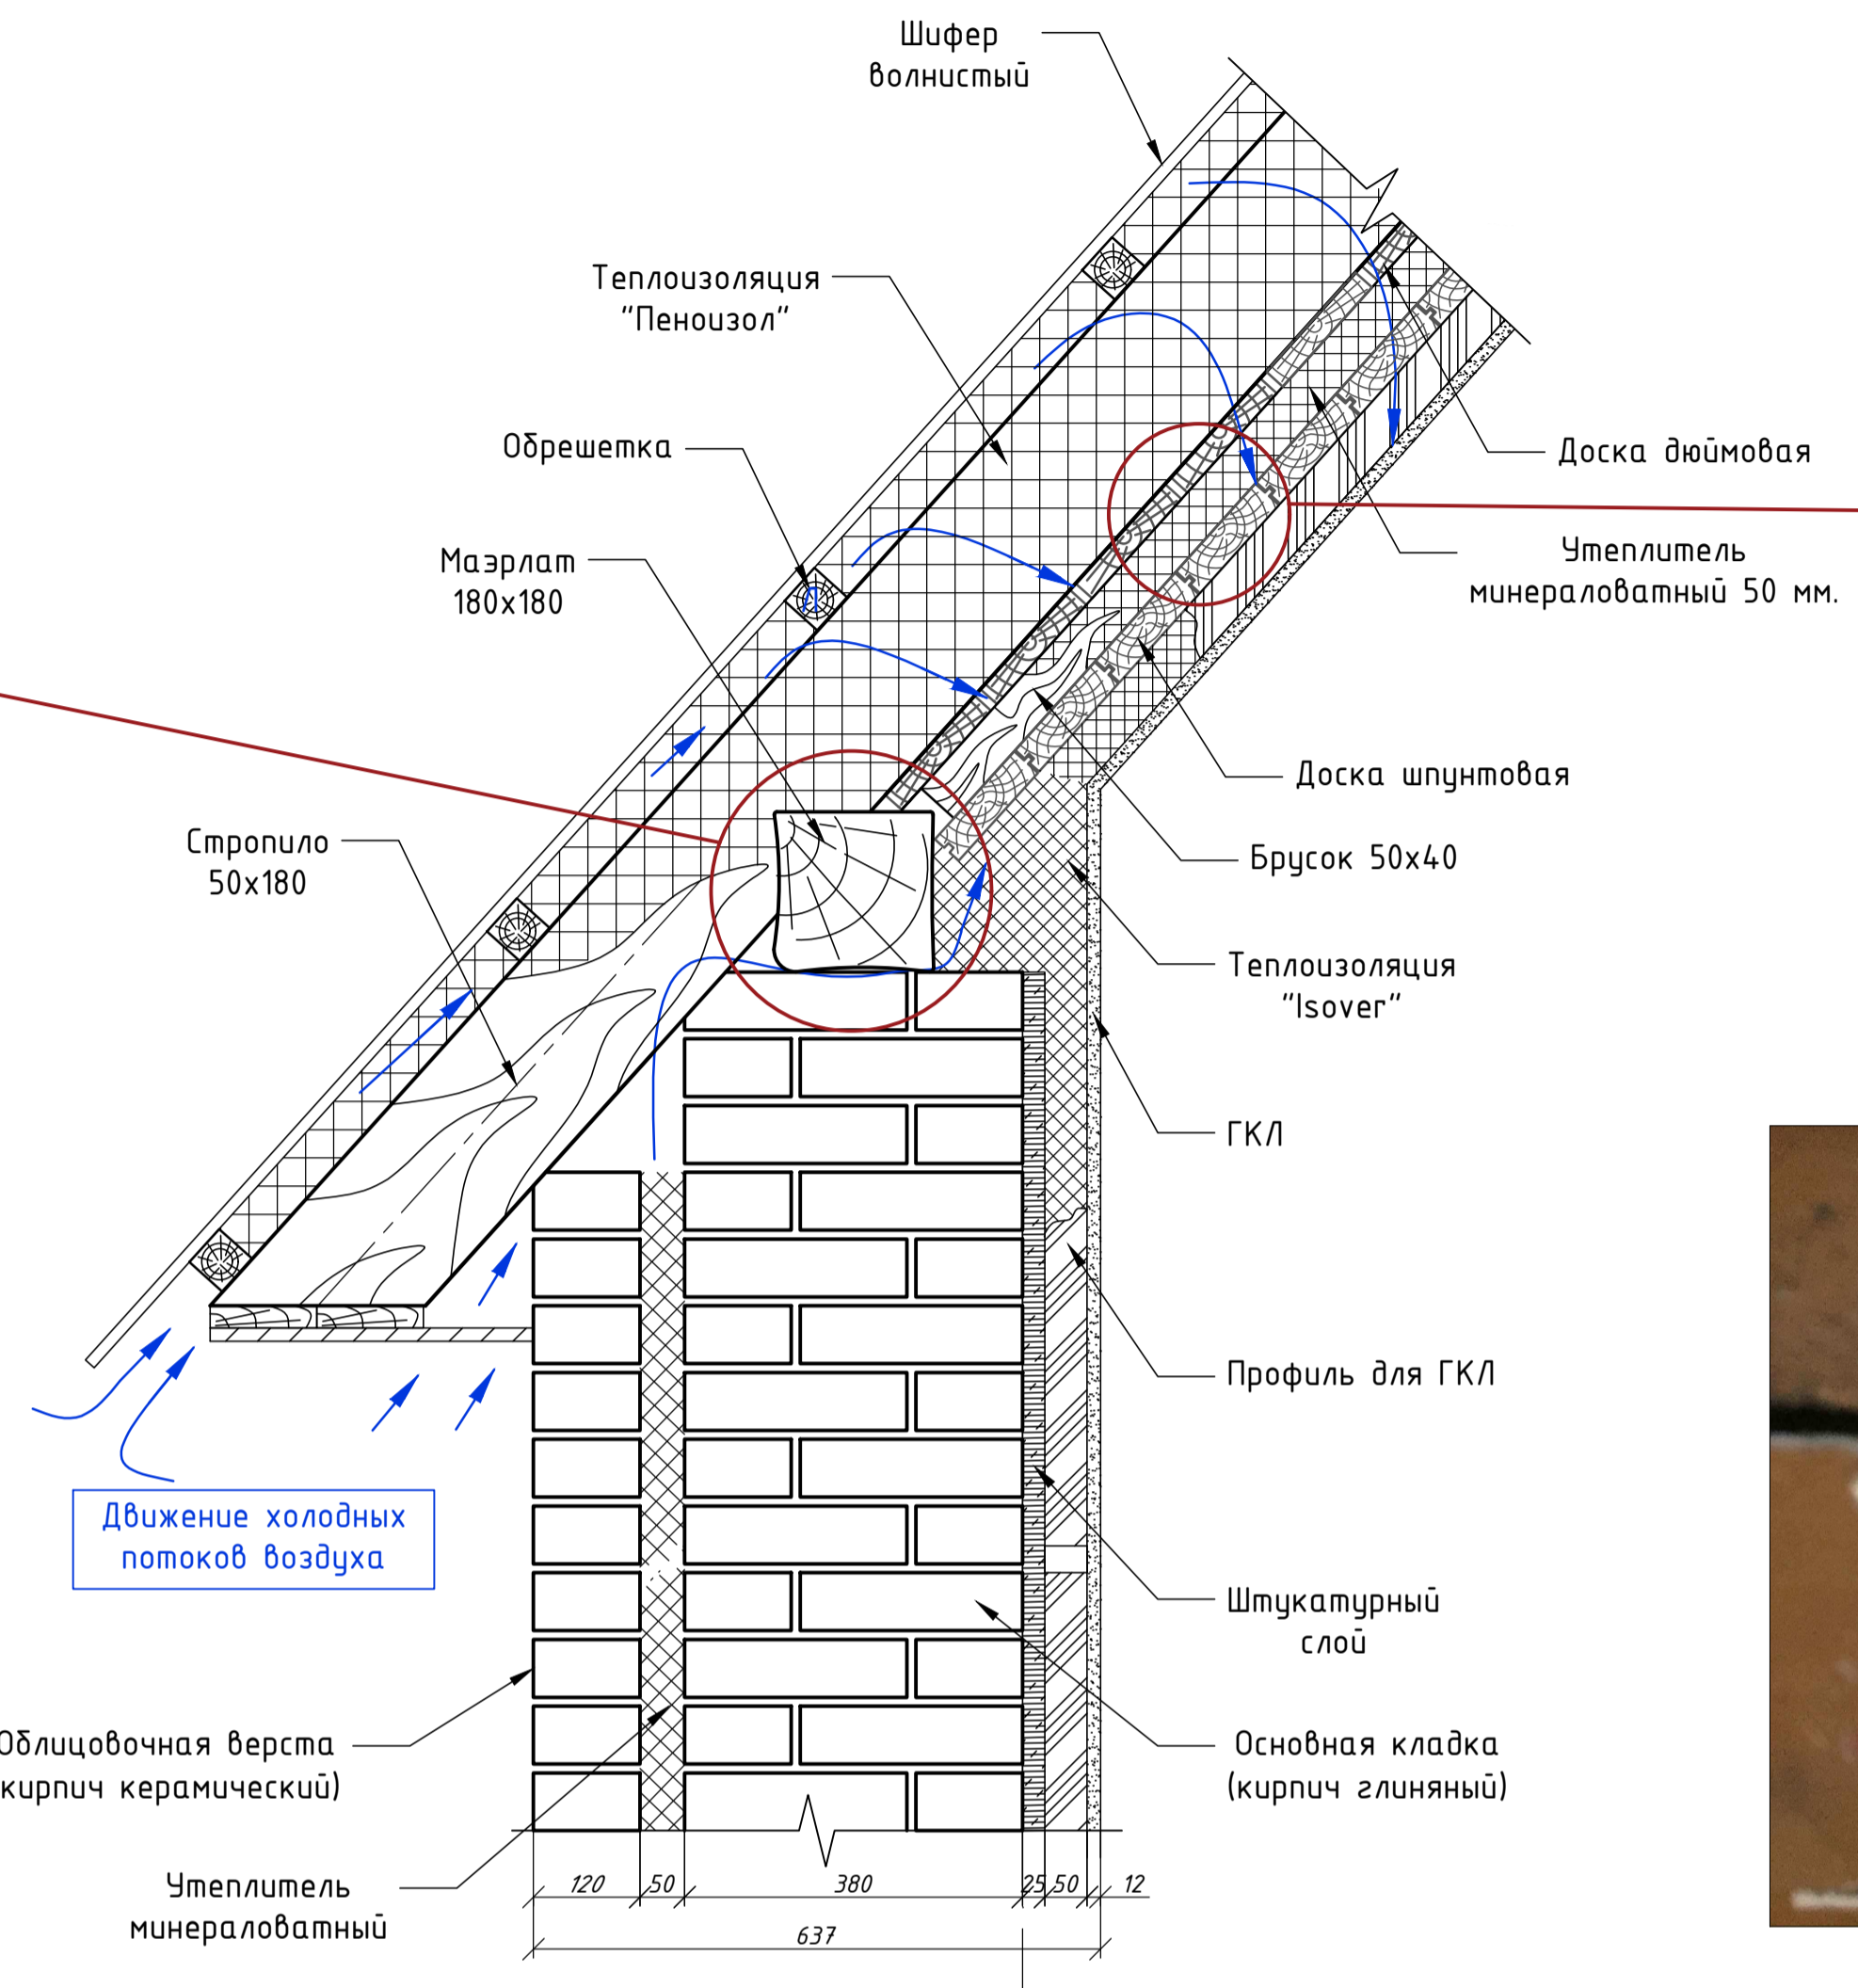 Шифер
волнистый
Теплоизоляция
"Пеноизол"
Обрешетка
Маэрлат
180х180
Доска дюймовая
Утеплитель
минераловатный 50 мм.
Доска шпунтовая
Стропило
50х180
Брусок 50х40
Теплоизоляция
"Isover"
ГКЛ
Профиль для ГКЛ
Движение холодных
потоков воздуха
Штукатурный
слой
Облицовочная верста
кирпич керамический)
Основная кладка
(кирпич глиняный)
Утеплитель
минераловатный
120 50 380 25 50 12
637